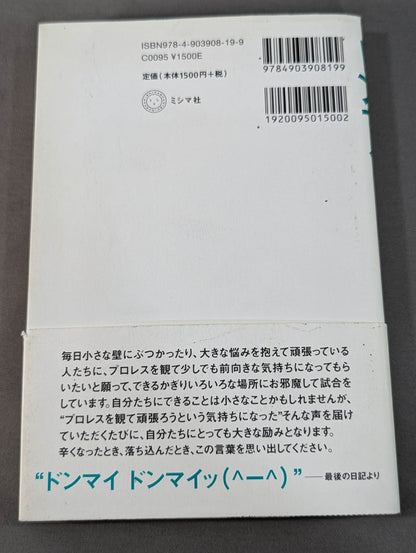 ISBN978-4-903908-19-9
C0095 ¥1500E
定価(本体1500円+税)
ミシマ社
9784903908199
1920095015002
毎日小さな壁にぶつかったり、大きな悩みを抱えて頑張っている
人たちに、プロレスを観て少しでも前向きな気持ちになってもら
いたいと願って、できるかぎりいろいろな場所にお邪魔して試合を
しています。自分たちにできることは小さなことかもしれませんが、
“プロレスを観て頑張ろうという気持ちになった”そんな声を届け
ていただくたびに、自分たちにとっても大きな励みとなります。
辛くなったとき、落ち込んだとき、この言葉を思い出してください。
“ドンマイ ドンマイッ(^ー^)”——最後の日記より